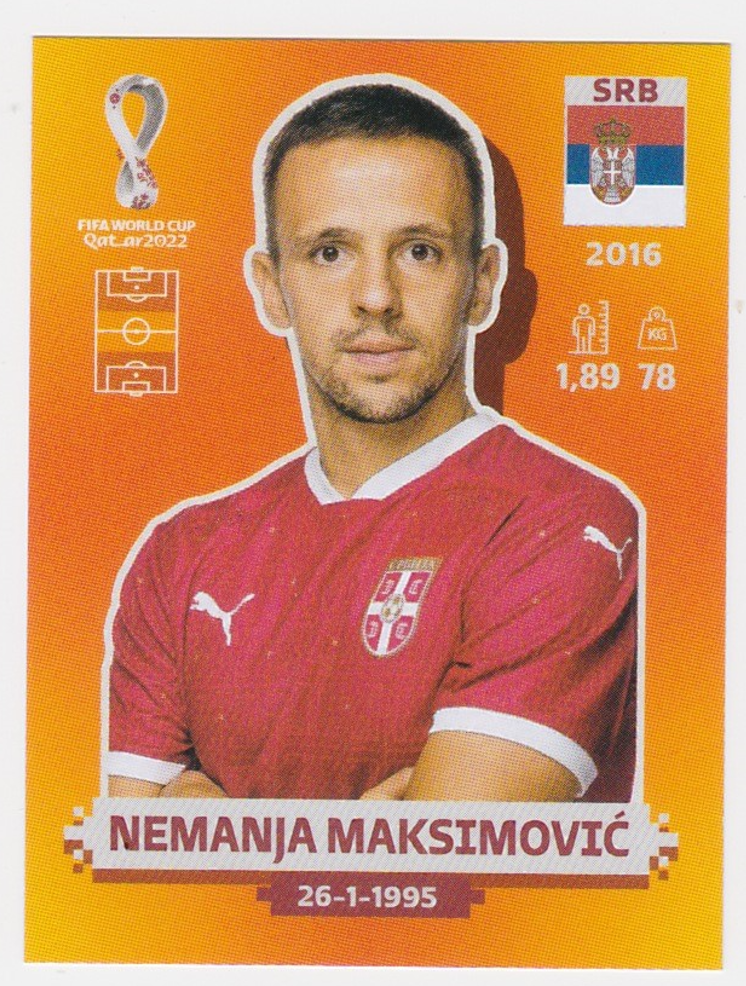 SRB
FIFA WORLD CUP
Qatar2022
2016
KG
1,89 78
NEMANJA MAKSIMOVIĆ
26-1-1995